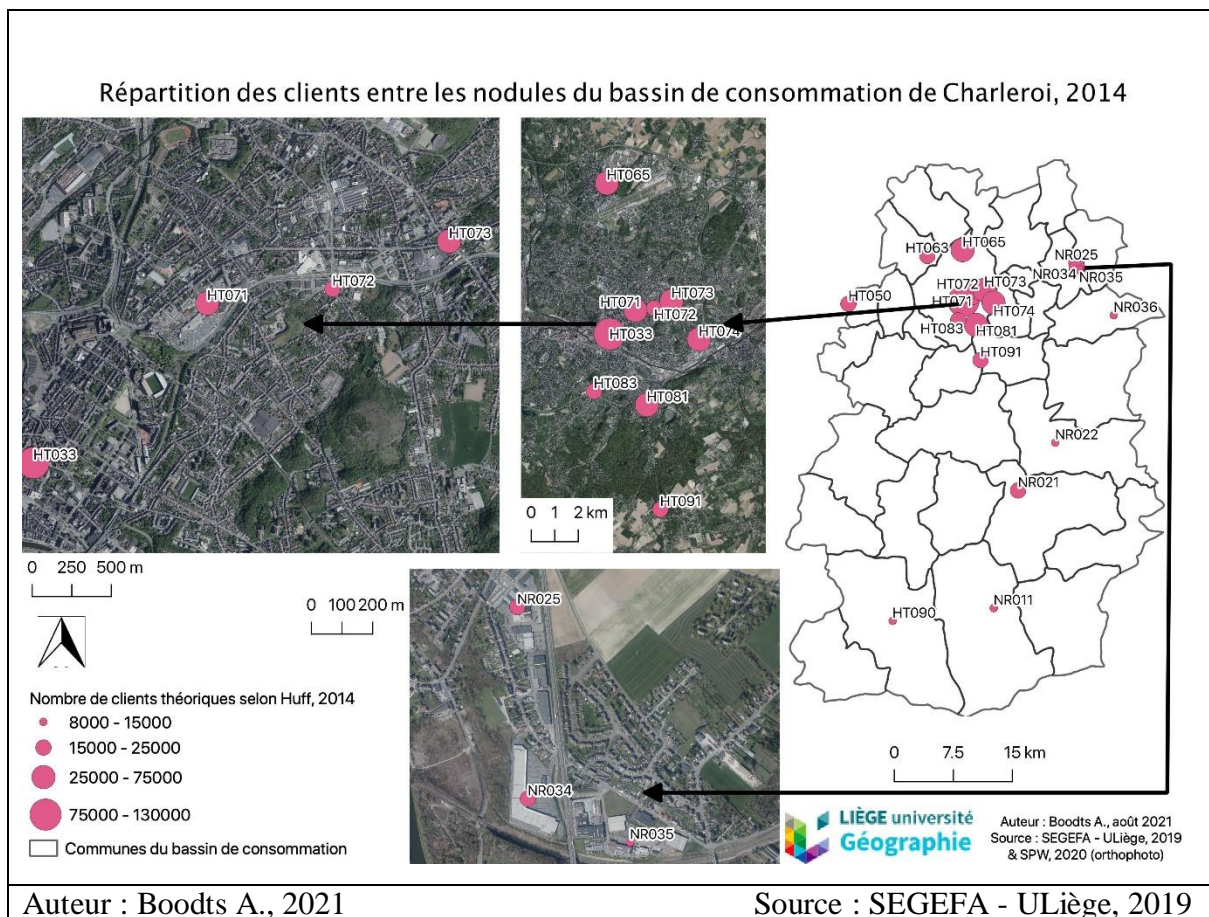 Répartition des clients entre les nodules du bassin de consommation de Charleroi, 2014
HT073
HT072
HT071
HT033
0 250 500 m
HT065
HT071
HT073
HT072
HT033
HT074
HT083
HT081
HT091
0 1 2 km
HT063
HT065
NR025
NR034
NR035
HT072
HT073
HT050
HT071
HT074
NR036
HT083
HT081
HT091
NR022
NR021
NR011
HT090
0 7.5 15 km
0 100 200 m
NR025
NR034
NR035
Nombre de clients théoriques selon Huff, 2014
8000 - 15000
15000 - 25000
25000 - 75000
75000 - 130000
Communes du bassin de consommation
LIÈGE université
Géographie
Auteur : Boodts A., août 2021
Source : SEGEFA - ULiège, 2019
& SPW, 2020 (orthophoto)
Auteur : Boodts A., 2021 Source : SEGEFA - ULiège, 2019